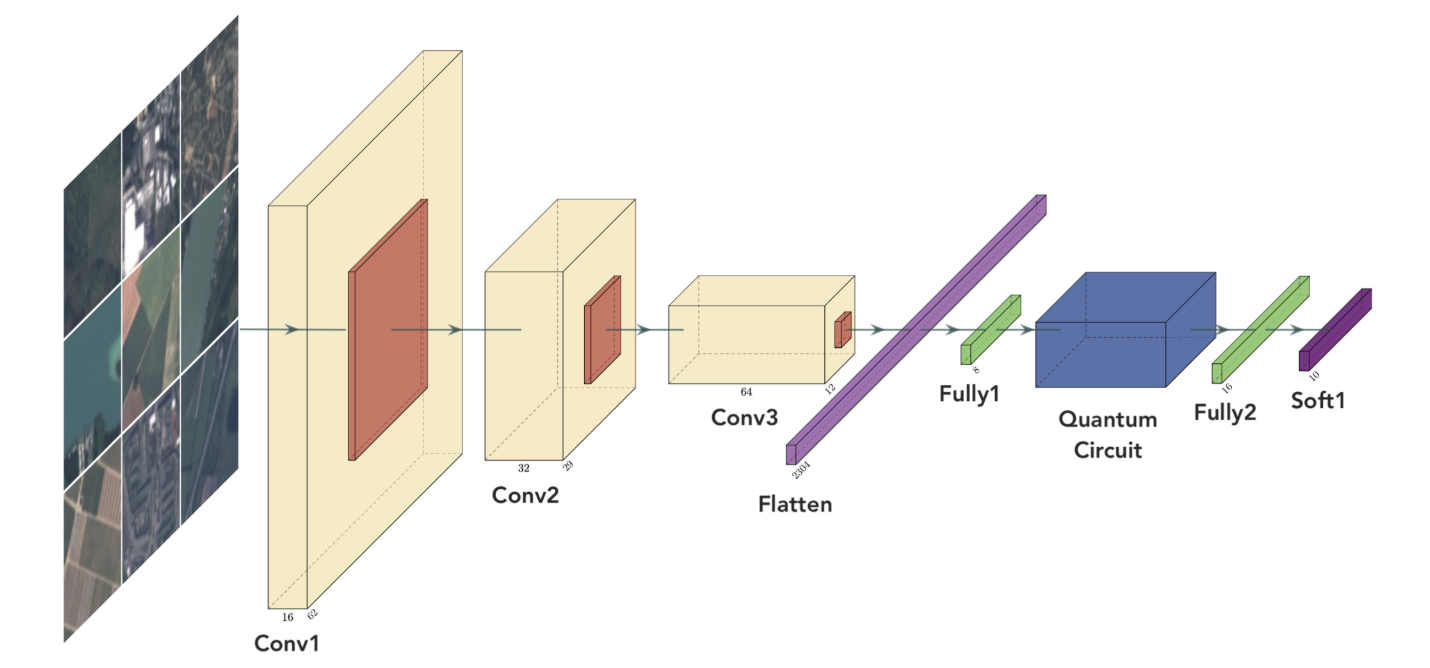 16 62
Conv1
32 29
Conv2
64 12
Conv3
2304
Flatten
8
Fully1
Quantum
Circuit
16
Fully2
10
Soft1